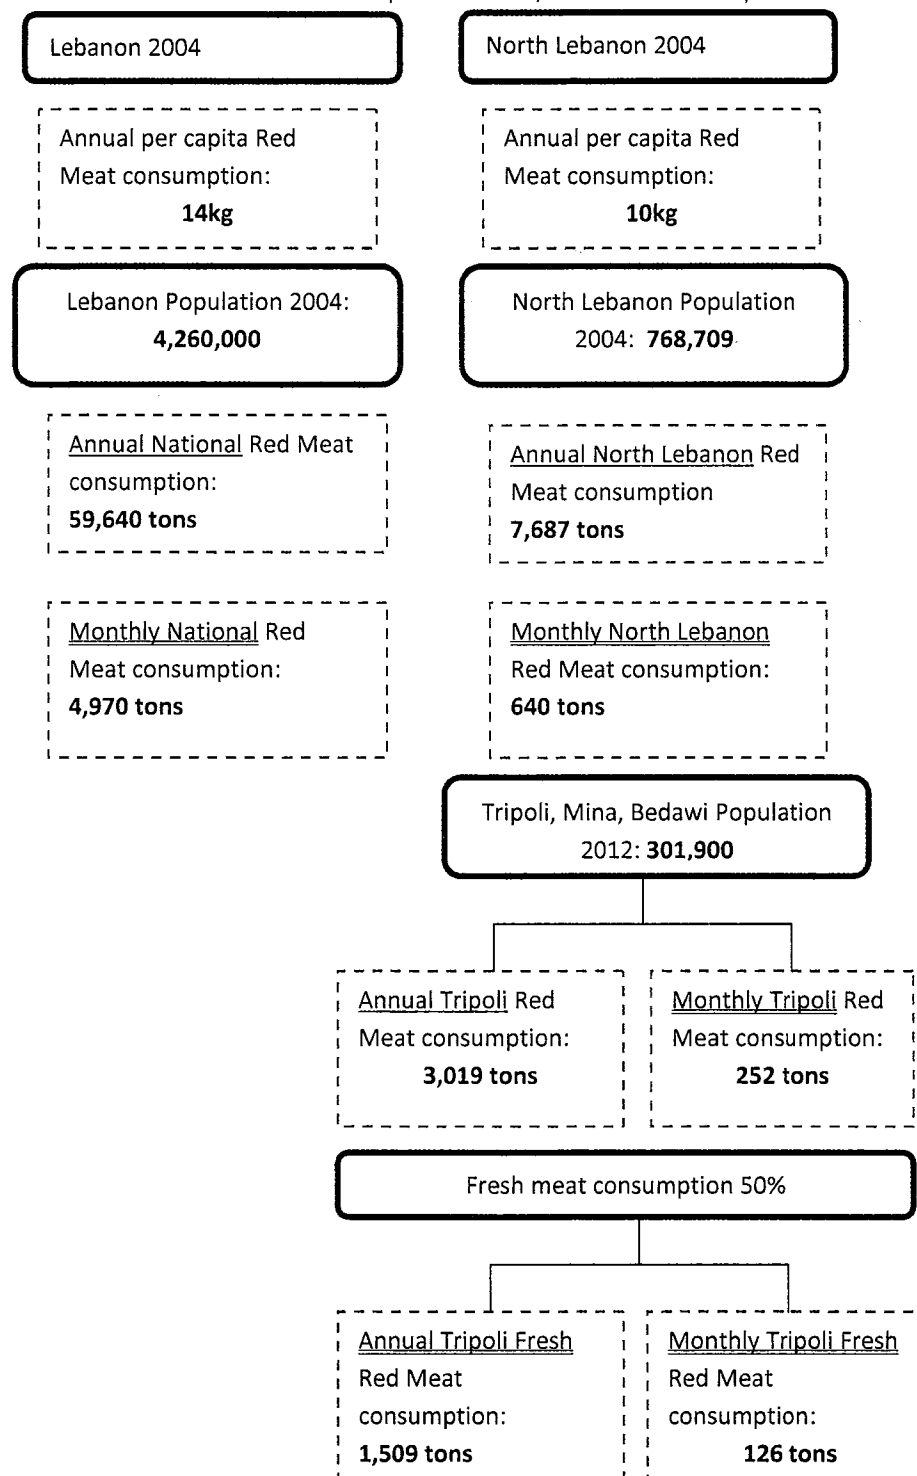 Lebanon 2004
North Lebanon 2004
Annual per capita Red
Meat consumption:
14kg
Annual per capita Red
Meat consumption:
10kg
Lebanon Population 2004:
4,260,000
North Lebanon Population
2004: 768,709
Annual National Red Meat
consumption:
59,640 tons
Annual North Lebanon Red
Meat consumption
7,687 tons
Monthly National Red
Meat consumption:
4,970 tons
Monthly North Lebanon
Red Meat consumption:
640 tons
Tripoli, Mina, Bedawi Population
2012: 301,900
Annual Tripoli Red
Meat consumption:
3,019 tons
Monthly Tripoli Red
Meat consumption:
252 tons
Fresh meat consumption 50%
Annual Tripoli Fresh
Red Meat
consumption:
1,509 tons
Monthly Tripoli Fresh
Red Meat
consumption:
126 tons